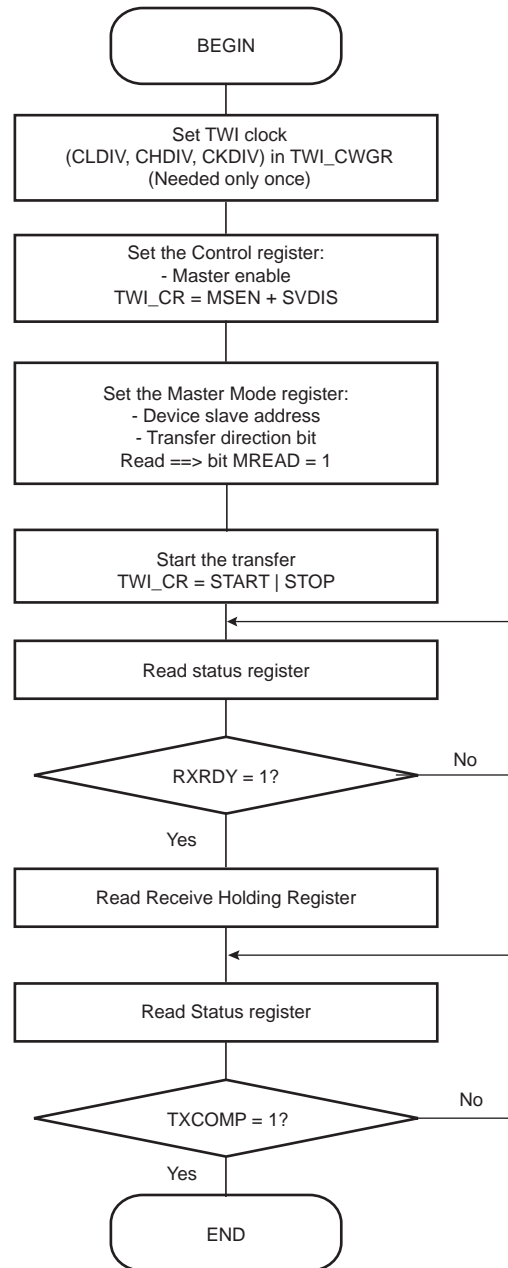 BEGIN
Set TWI clock
(CLDIV, CHDIV, CKDIV) in TWI_CWGR
(Needed only once)
Set the Control register:
- Master enable
TWI_CR = MSEN + SVDIS
Set the Master Mode register:
- Device slave address
- Transfer direction bit
Read ==> bit MREAD = 1
Start the transfer
TWI_CR = START | STOP
Read status register
RXRDY = 1?
No
Yes
Read Receive Holding Register
Read Status register
TXCOMP = 1?
No
Yes
END